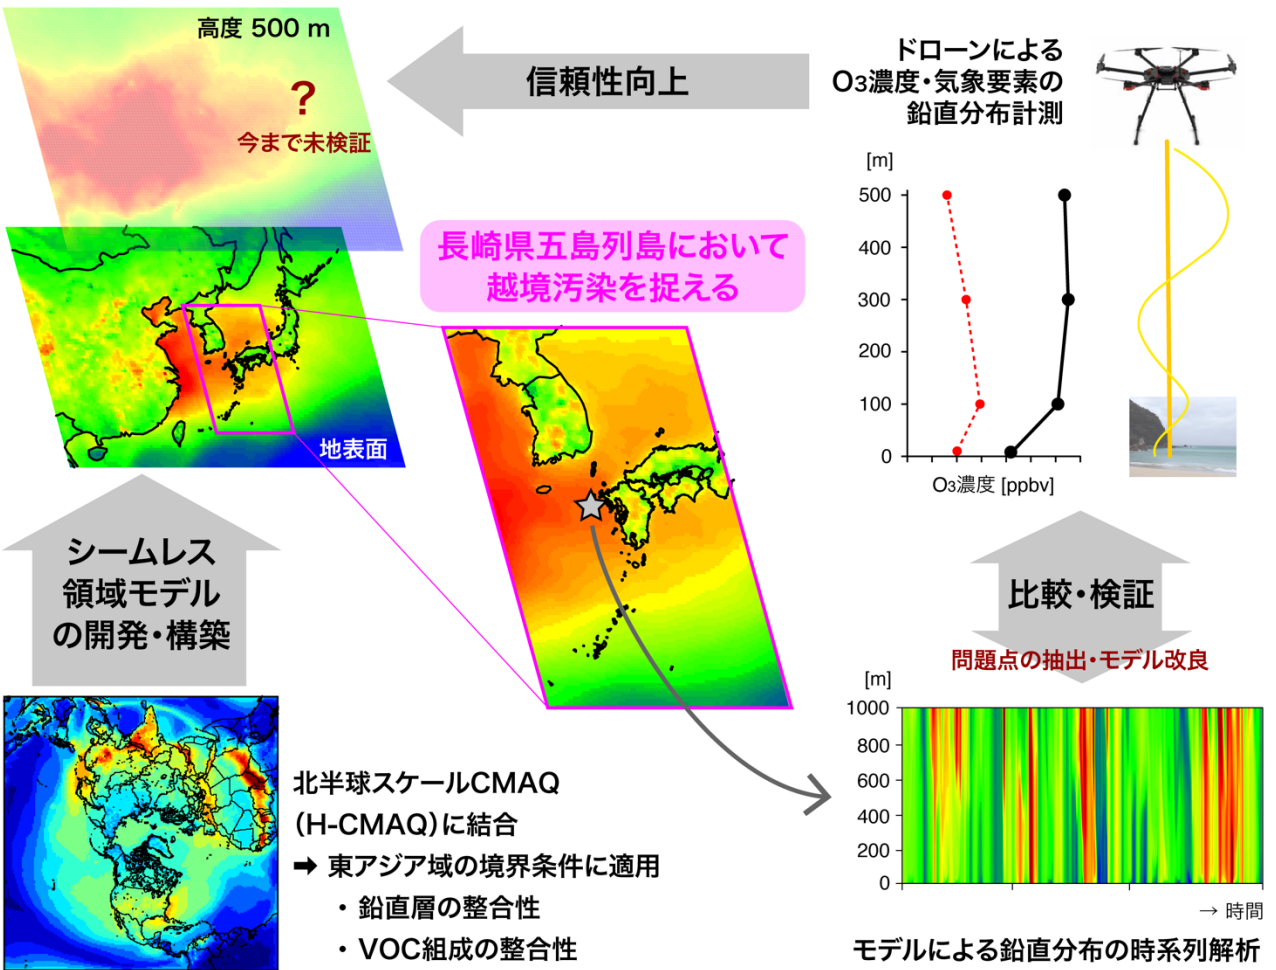 高度 500 m
?
今まで未検証
信頼性向上
ドローンによる
O3濃度・気象要素の
鉛直分布計測
[m]
500
400
300
200
100
0
O3濃度 [ppbv]
長崎県五島列島において
越境汚染を捉える
地表面
シームレス
領域モデル
の開発・構築
比較・検証
問題点の抽出・モデル改良
[m]
1000
800
600
400
200
0
→ 時間
モデルによる鉛直分布の時系列解析
北半球スケールCMAQ
（H-CMAQ）に結合
➡ 東アジア域の境界条件に適用
・鉛直層の整合性
・VOC組成の整合性